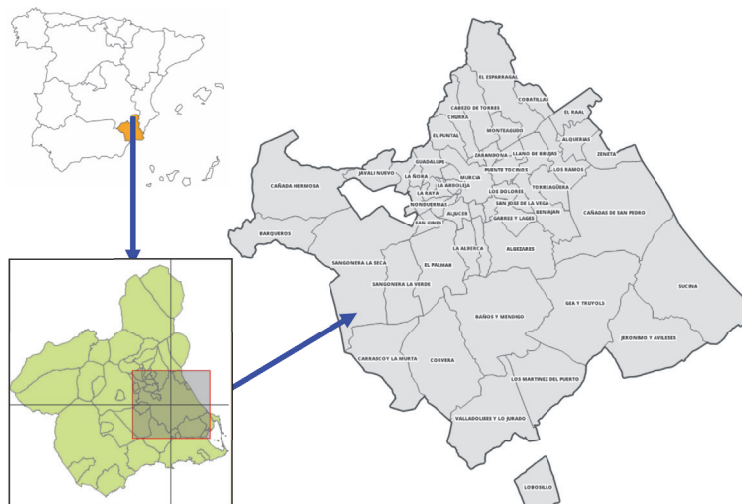 EL ESPARRAGAL
COBATILLAS
CABEZO DE TORRES
CHURRA
EL RAAL
MONTEAGUDO
EL PUNTAL
ALQUERIAS
ZARANDONA
LLANO DE BRUJAS
ZENETA
GUADALUPE
JAVALI NUEVO
PUENTE TOCINOS
LOS RAMOS
LA ÑORA
MURCIA
CAÑADA HERMOSA
LA ARBOLEJA
TORREAGÜERA
LA RAYA
LOS DOLORES
NONDUERMAS
SAN JOSE DE LA VEGA
BENIAJAN
ALJUCER
GARRES Y LAGES
CAÑADAS DE SAN PEDRO
BARQUEROS
LA ALBERCA
ALGEZARES
SANGONERA LA SECA
EL PALMAR
SANGONERA LA VERDE
SUCINA
GEA Y TRUYOLS
BAÑOS Y MENDIGO
JERONIMO Y AVILESES
CARRASCOY LA MURTA
CORVERA
LOS MARTINEZ DEL PUERTO
VALLADOLISES Y LO JURADO
LOBOSILLO